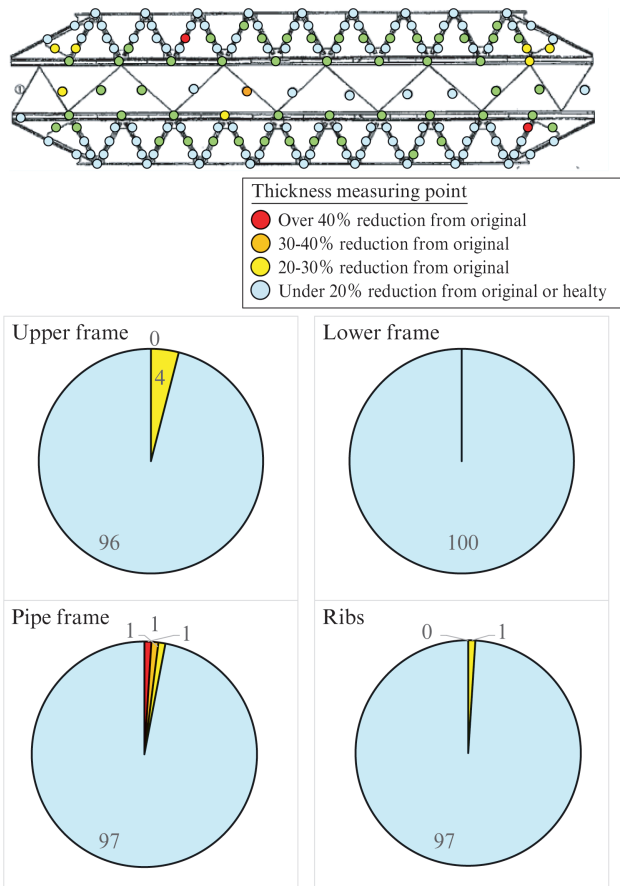 Thickness measuring point
Over 40% reduction from original
30-40% reduction from original
20-30% reduction from original
Under 20% reduction from original or healty
Upper frame
0
4
96
Lower frame
100
Pipe frame
1
1
1
97
Ribs
0
1
97